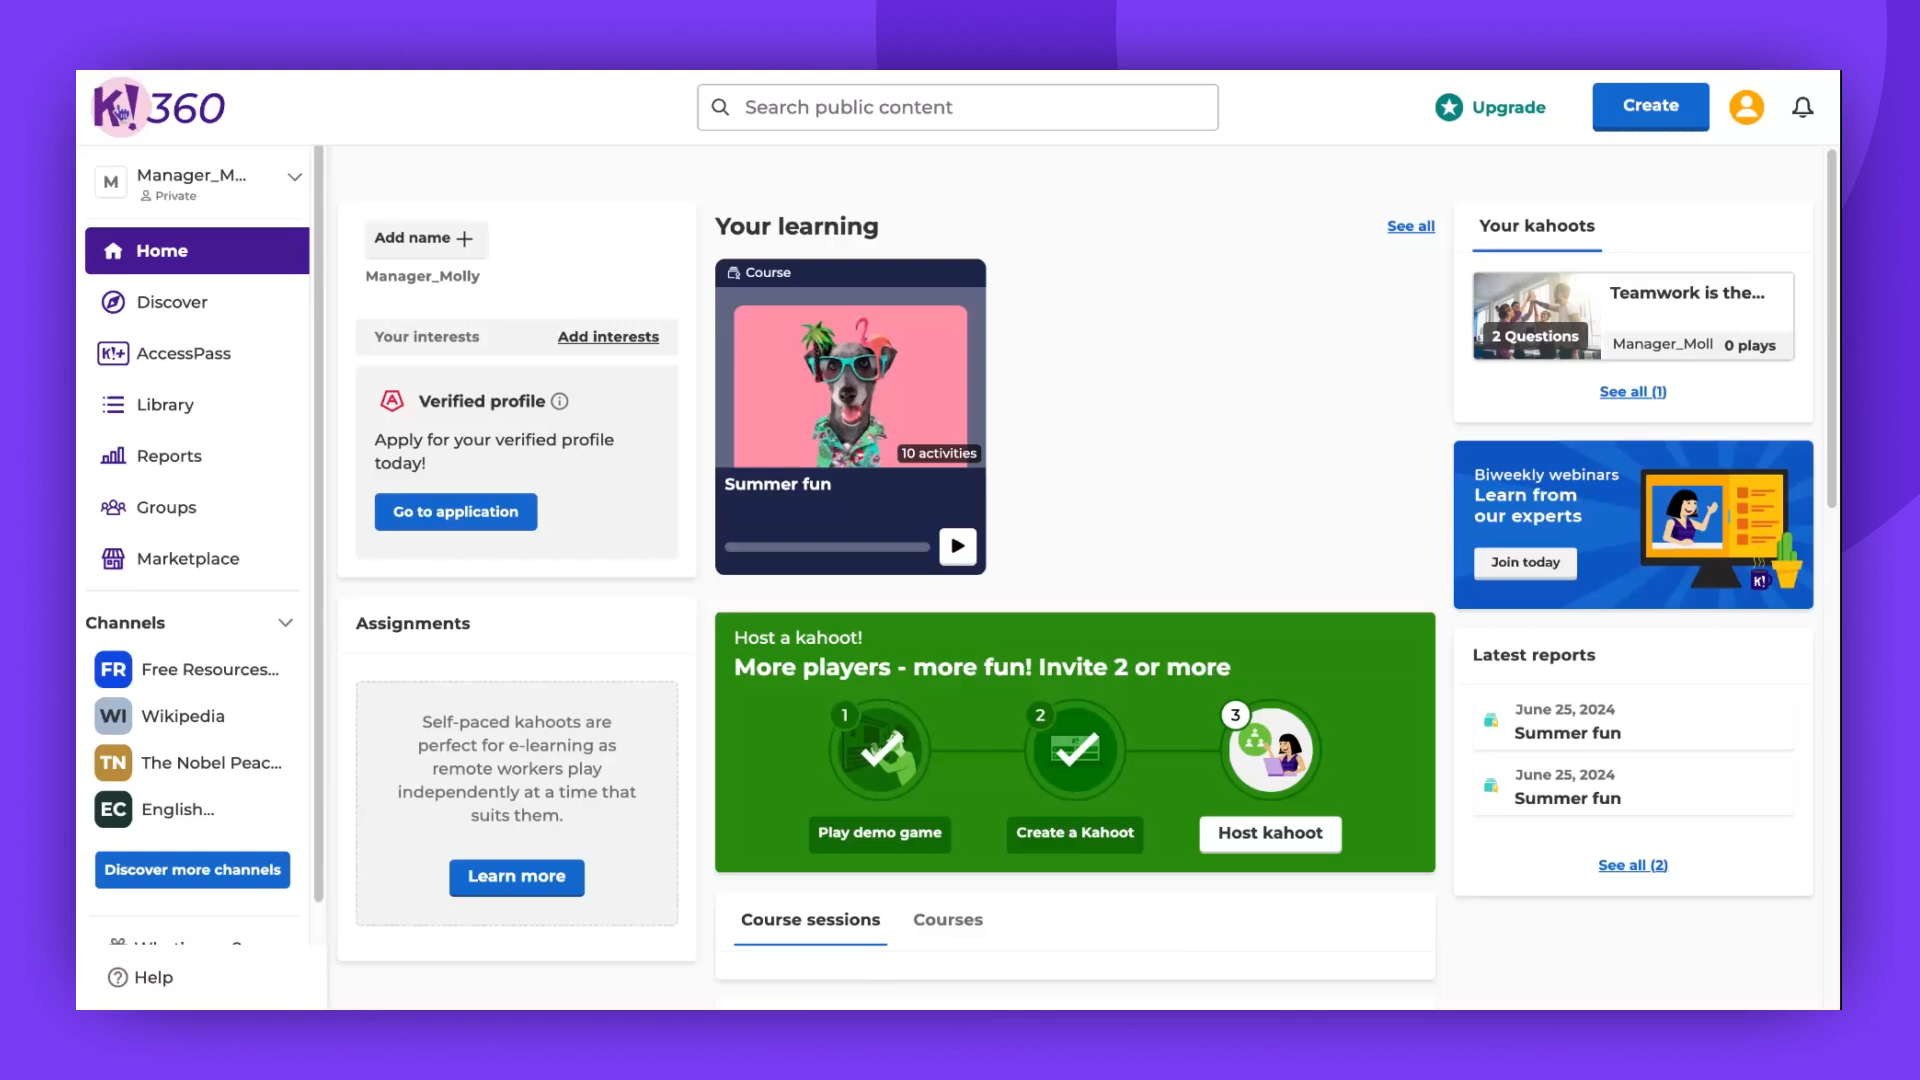 K!360
Search public content
Upgrade
Create
M
Manager_M...
Private
Home
Discover
K!+ AccessPass
Library
Reports
Groups
Marketplace
Channels
FR Free Resources...
WI Wikipedia
TN The Nobel Peac...
EC English...
Discover more channels
Help
Add name
Manager_Molly
Your interests
Add interests
Verified profile
Apply for your verified profile
today!
Go to application
Assignments
Self-paced kahoots are
perfect for e-learning as
remote workers play
independently at a time that
suits them.
Learn more
Your learning
See all
Course
10 activities
Summer fun
Host a kahoot!
More players - more fun! Invite 2 or more
1
2
3
Play demo game
Create a Kahoot
Host kahoot
Course sessions
Courses
Your kahoots
Teamwork is the...
2 Questions
Manager_Moll
0 plays
See all (1)
Biweekly webinars
Learn from
our experts
Join today
K!
Latest reports
June 25, 2024
Summer fun
June 25, 2024
Summer fun
See all (2)